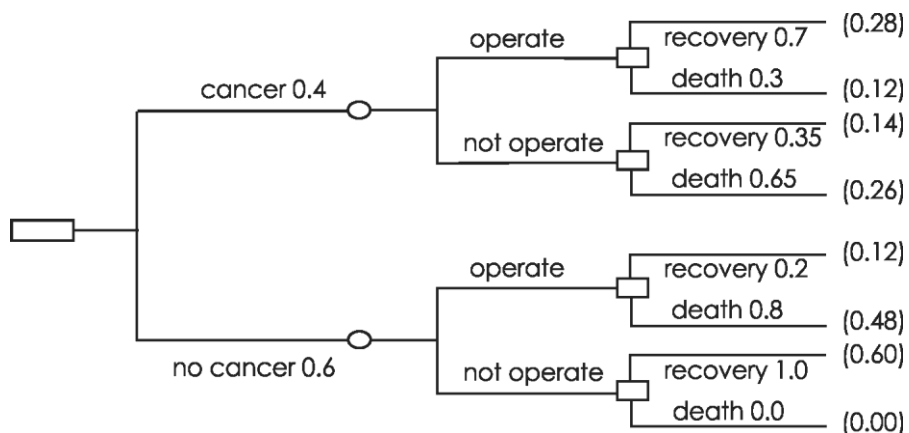 operate
recovery 0.7 (0.28)
cancer 0.4
death 0.3 (0.12)
not operate
recovery 0.35 (0.14)
death 0.65 (0.26)
operate
recovery 0.2 (0.12)
death 0.8 (0.48)
no cancer 0.6
not operate
recovery 1.0 (0.60)
death 0.0 (0.00)